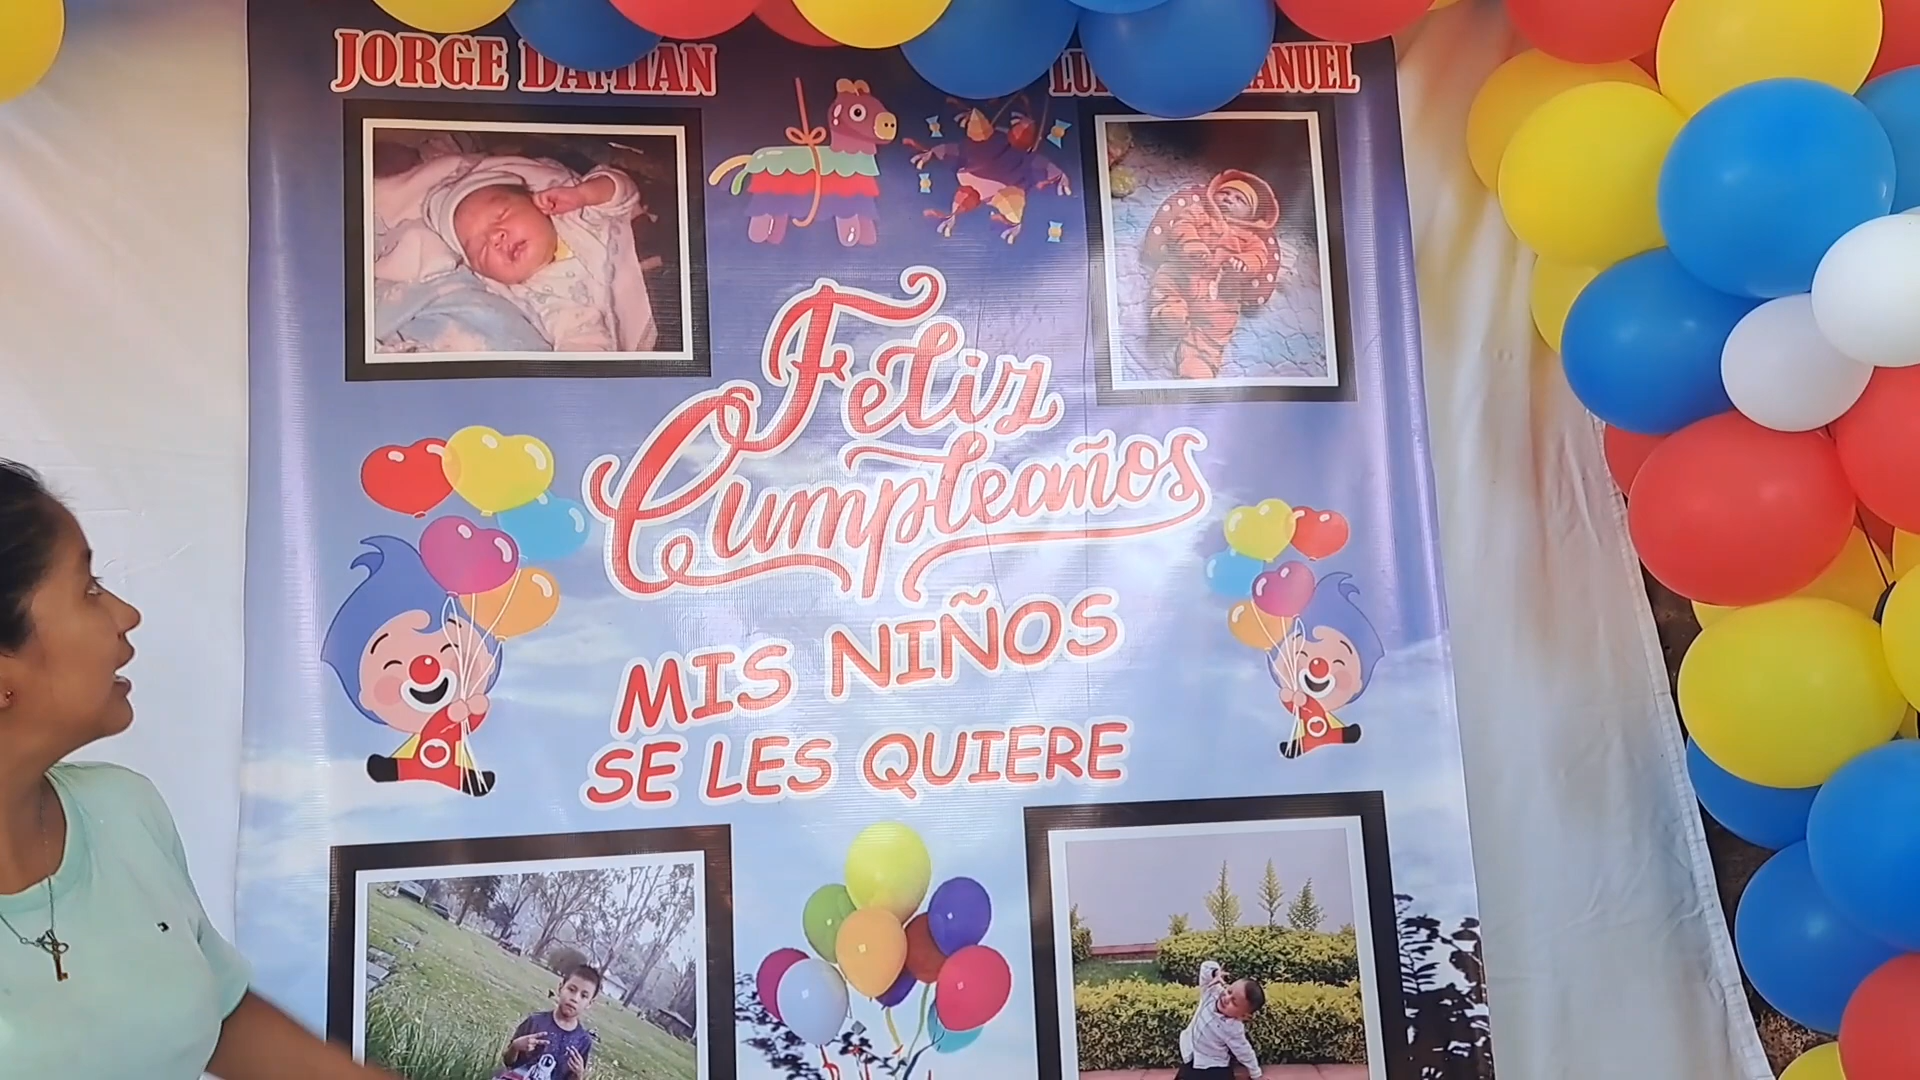 JORGE DAMIAN
Feliz
Cumpleaños
MIS NIÑOS
SE LES QUIERE